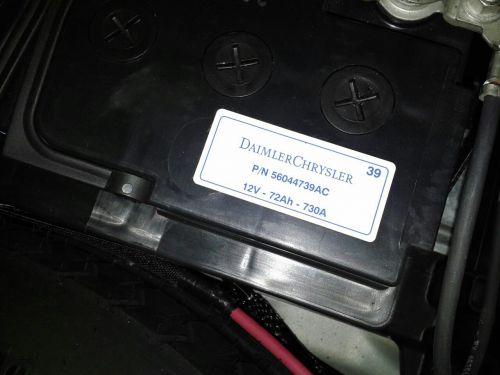 DAIMLERCHRYSLER 39
P/N 56044739AC
12V - 72Ah - 730A